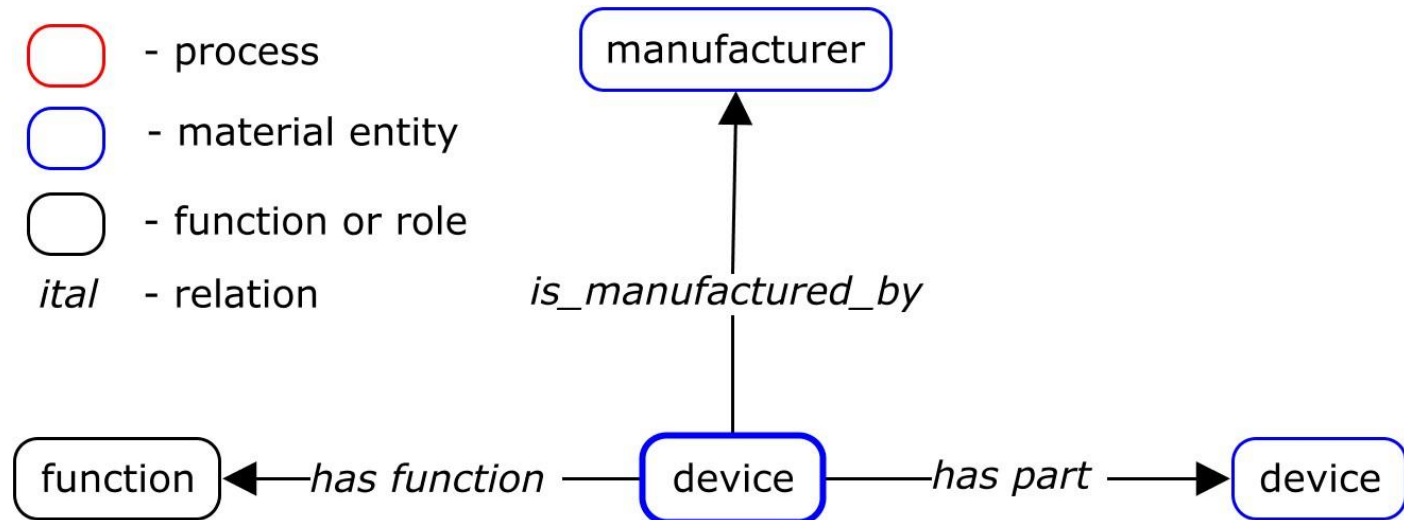 - process
- material entity
- function or role
ital - relation
manufacturer
is_manufactured_by
function
has function
device
has part
device